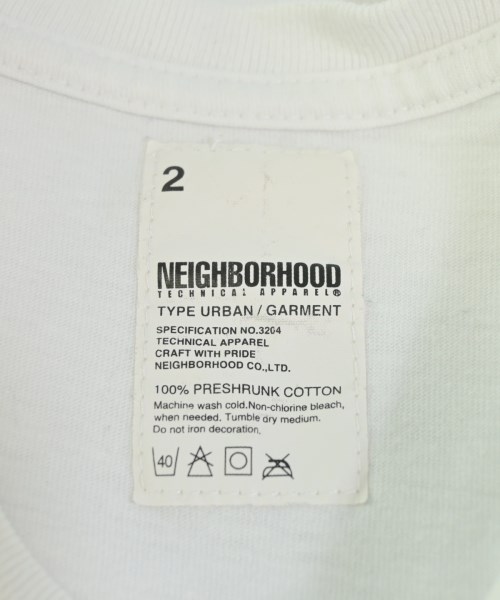 2
NEIGHBORHOOD
TECHNICAL APPAREL®
TYPE URBAN / GARMENT
SPECIFICATION NO.3204
TECHNICAL APPAREL
CRAFT WITH PRIDE
NEIGHBORHOOD CO.,LTD.
100% PRESHRUNK COTTON
Machine wash cold.Non-chlorine bleach,
when needed. Tumble dry medium.
Do not iron decoration.
40